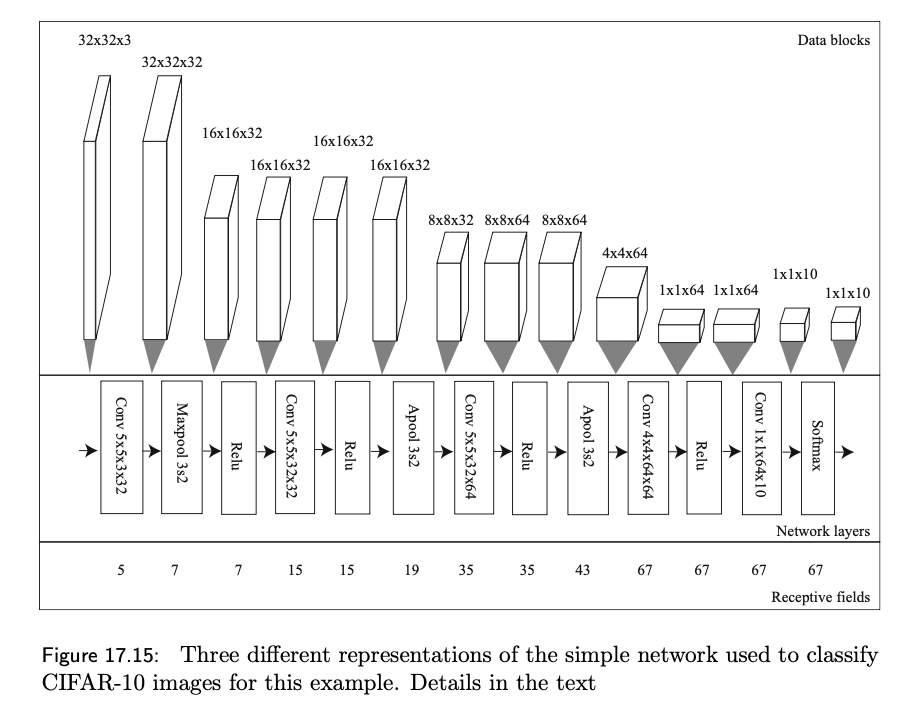 32x32x3
Data blocks
32x32x32
16x16x32
16x16x32
16x16x32
16x16x32
8x8x32 8x8x64 8x8x64
4x4x64
1x1x64 1x1x64
1x1x10
1x1x10
Conv 5x5x3x32
Maxpool 3s2
Relu
Conv 5x5x32x32
Relu
Apool 3s2
Conv 5x5x32x64
Relu
Apool 3s2
Conv 4x4x64x64
Relu
Conv 1x1x64x10
Softmax
Network layers
5 7 7 15 15 19 35 35 43 67 67 67 67
Receptive fields
Figure 17.15: Three different representations of the simple network used to classify
CIFAR-10 images for this example. Details in the text